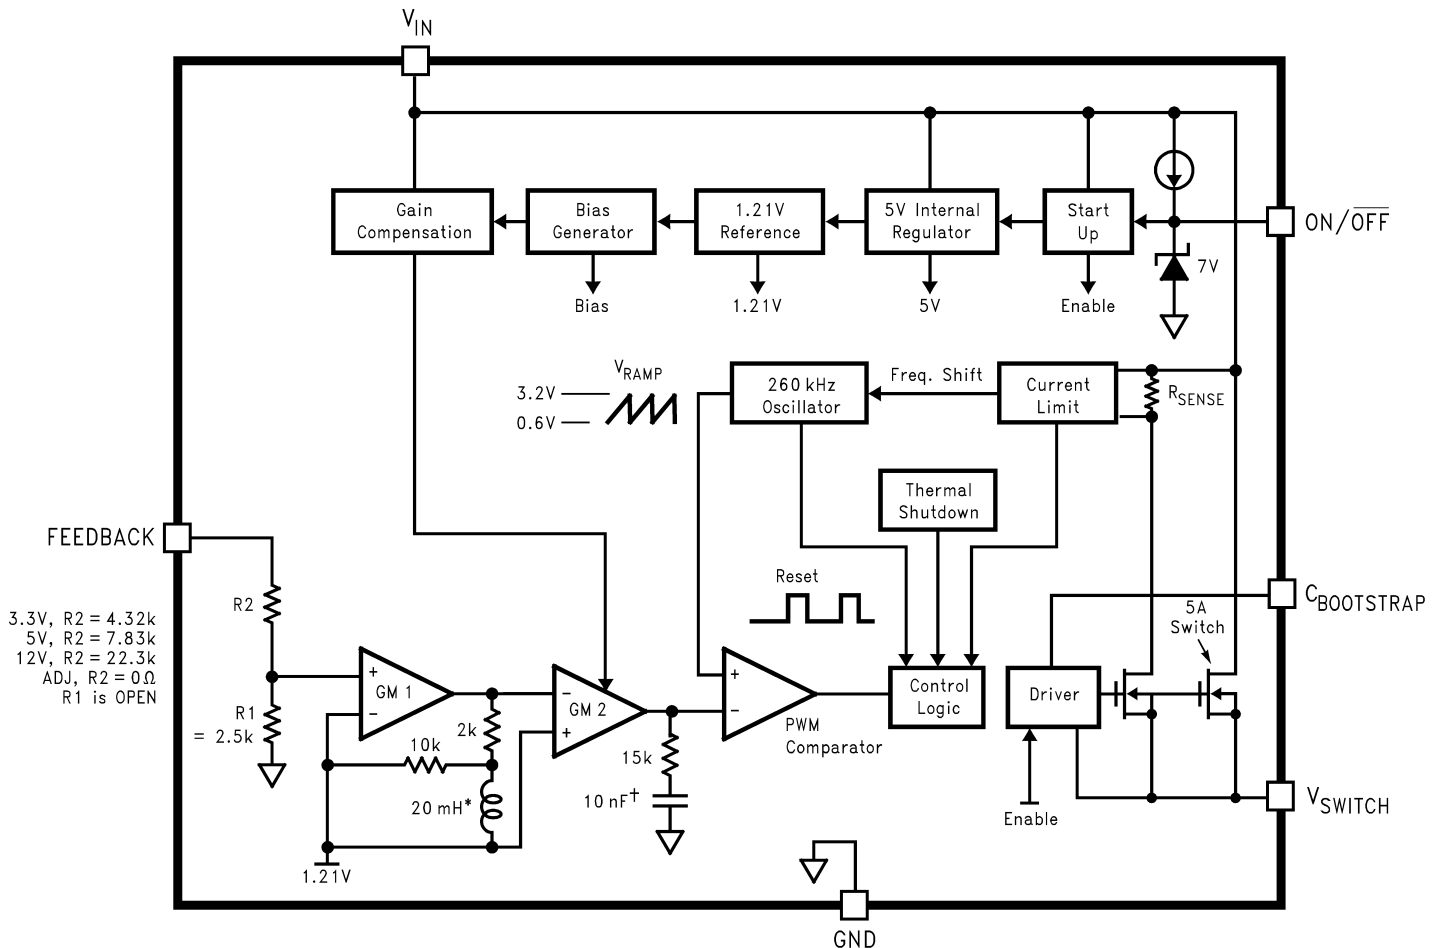 VIN
Gain
Compensation
Bias
Generator
1.21V
Reference
5V Internal
Regulator
Start
Up
ON/OFF
7V
Bias
1.21V
5V
Enable
VRAMP
3.2V
0.6V
260 kHz
Oscillator
Freq. Shift
Current
Limit
RSENSE
Thermal
Shutdown
FEEDBACK
Reset
R2
3.3V, R2 = 4.32k
5V, R2 = 7.83k
12V, R2 = 22.3k
ADJ, R2 = 0Ω
R1 is OPEN
R1
= 2.5k
CBOOTSTRAP
5A
Switch
+
GM 1
−
−
GM 2
+
+
−
PWM
Comparator
Control
Logic
Driver
2k
10k
20 mH*
15k
10 nF†
Enable
VSWITCH
1.21V
GND